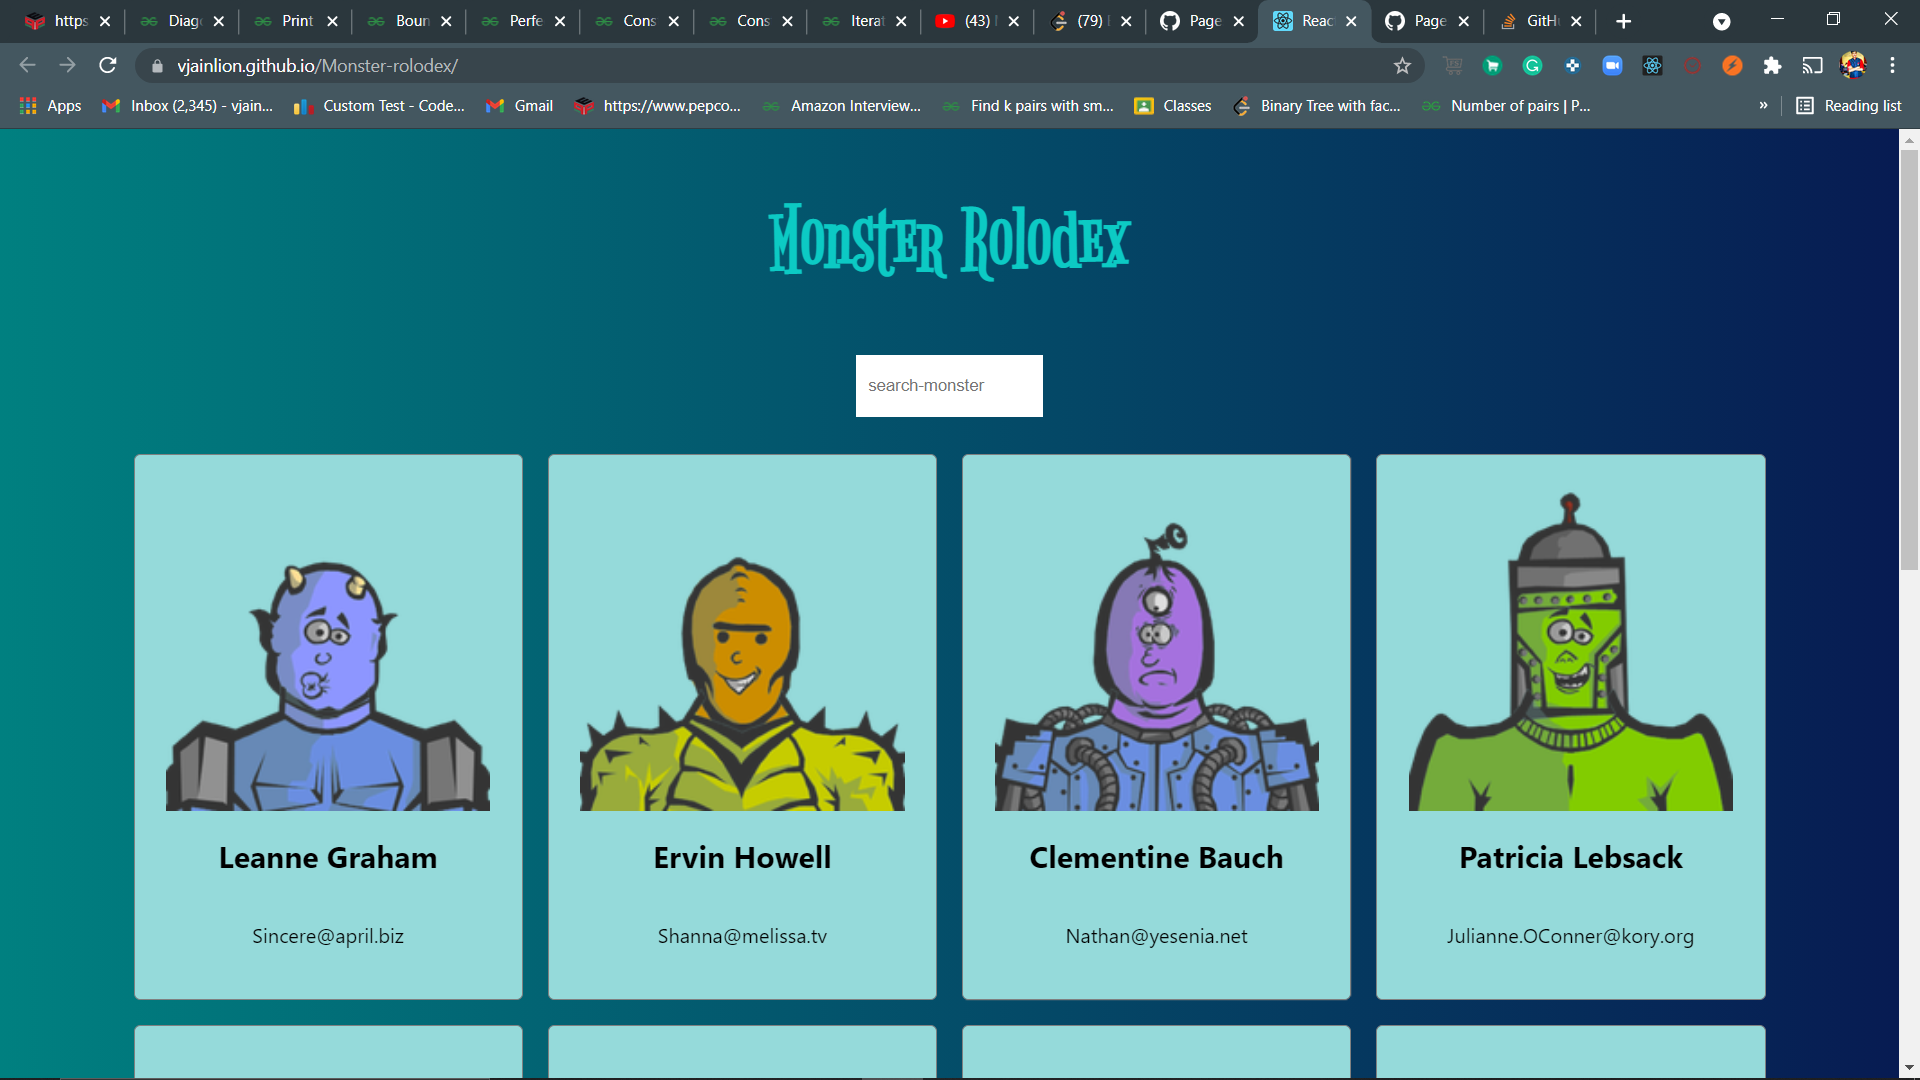 https Diag Print Boun Perfe Cons Cons Iterat (43) (79) Page Reac Page GitH
vjainlion.github.io/Monster-rolodex/
Apps Inbox (2,345) - vjain... Custom Test - Code... Gmail https://www.pepco... Amazon Interview... Find k pairs with sm... Classes Binary Tree with fac... Number of pairs | P... » Reading list
Monster Rolodex
search-monster
Leanne Graham Ervin Howell Clementine Bauch Patricia Lebsack
Sincere@april.biz Shanna@melissa.tv Nathan@yesenia.net Julianne.OConner@kory.org